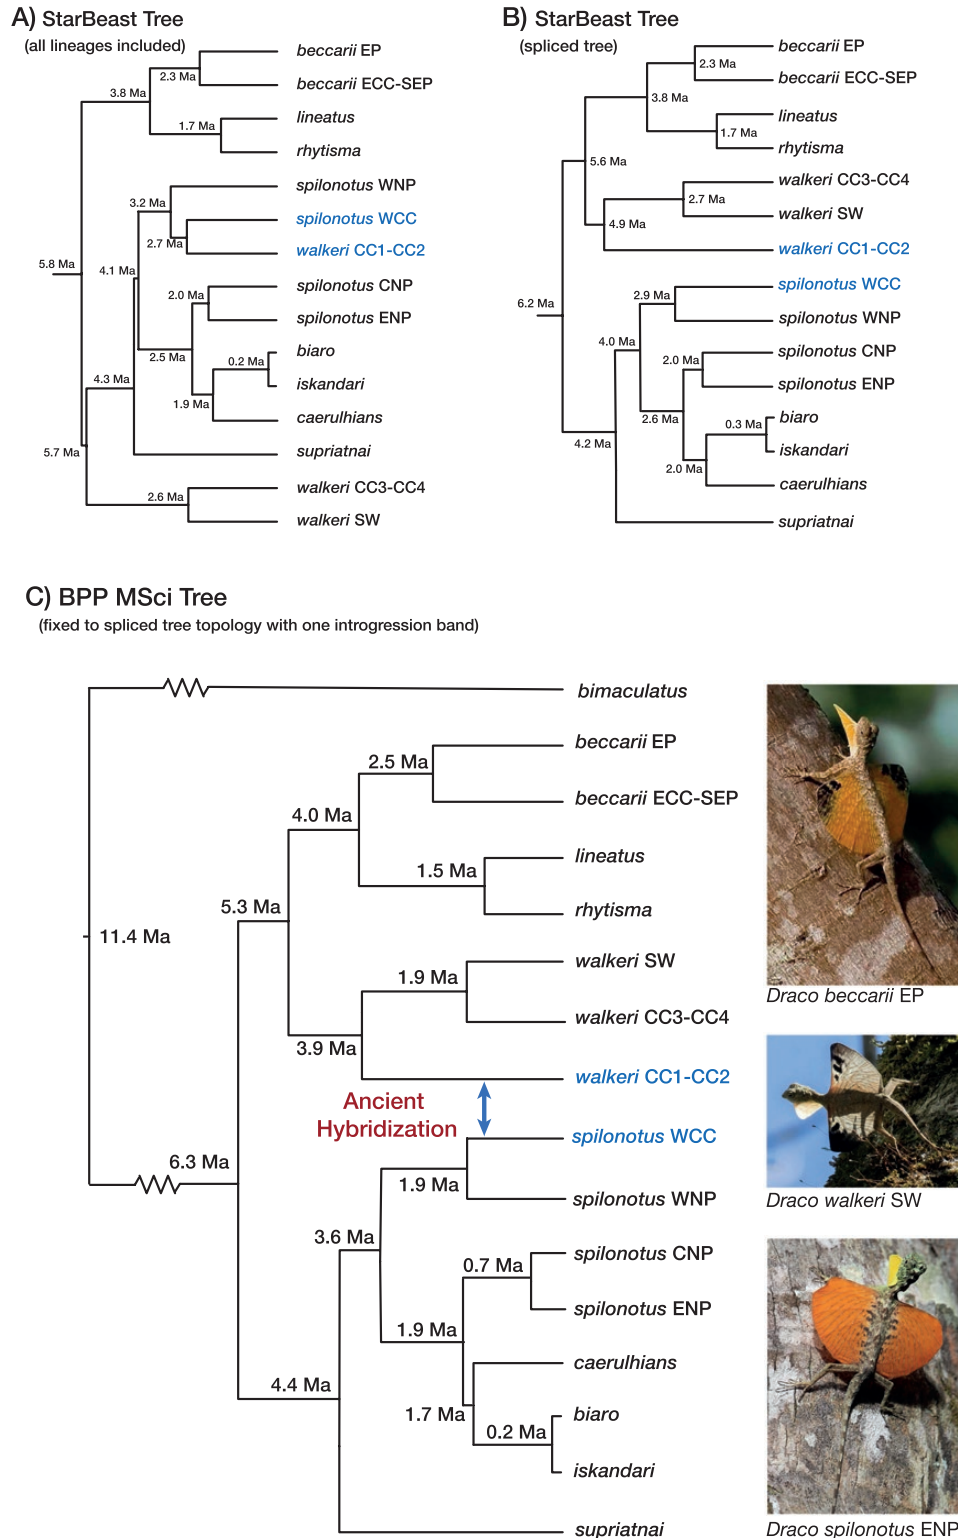 A) StarBeast Tree
(all lineages included)
beccarii EP
2.3 Ma
beccarii ECC-SEP
3.8 Ma
lineatus
1.7 Ma
rhytisma
spilonotus WNP
3.2 Ma
spilonotus WCC
2.7 Ma
walkeri CC1-CC2
5.8 Ma
4.1 Ma
spilonotus CNP
2.0 Ma
spilonotus ENP
biaro
2.5 Ma
0.2 Ma
iskandari
4.3 Ma
1.9 Ma
caerulhians
5.7 Ma
supriatnai
walkeri CC3-CC4
2.6 Ma
walkeri SW
B) StarBeast Tree
(spliced tree)
beccarii EP
2.3 Ma
beccarii ECC-SEP
3.8 Ma
lineatus
1.7 Ma
rhytisma
5.6 Ma
walkeri CC3-CC4
2.7 Ma
walkeri SW
4.9 Ma
walkeri CC1-CC2
spilonotus WCC
2.9 Ma
6.2 Ma
spilonotus WNP
4.0 Ma
spilonotus CNP
2.0 Ma
spilonotus ENP
biaro
2.6 Ma
0.3 Ma
4.2 Ma
iskandari
2.0 Ma
caerulhians
supriatnai
C) BPP MSci Tree
(fixed to spliced tree topology with one introgression band)
bimaculatus
beccarii EP
2.5 Ma
beccarii ECC-SEP
4.0 Ma
lineatus
1.5 Ma
rhytisma
5.3 Ma
11.4 Ma
walkeri SW
1.9 Ma
walkeri CC3-CC4
3.9 Ma
walkeri CC1-CC2
Ancient
Hybridization
spilonotus WCC
6.3 Ma
1.9 Ma
spilonotus WNP
3.6 Ma
spilonotus CNP
0.7 Ma
spilonotus ENP
1.9 Ma
caerulhians
4.4 Ma
1.7 Ma
biaro
0.2 Ma
iskandari
supriatnai
Draco beccarii EP
Draco walkeri SW
Draco spilonotus ENP